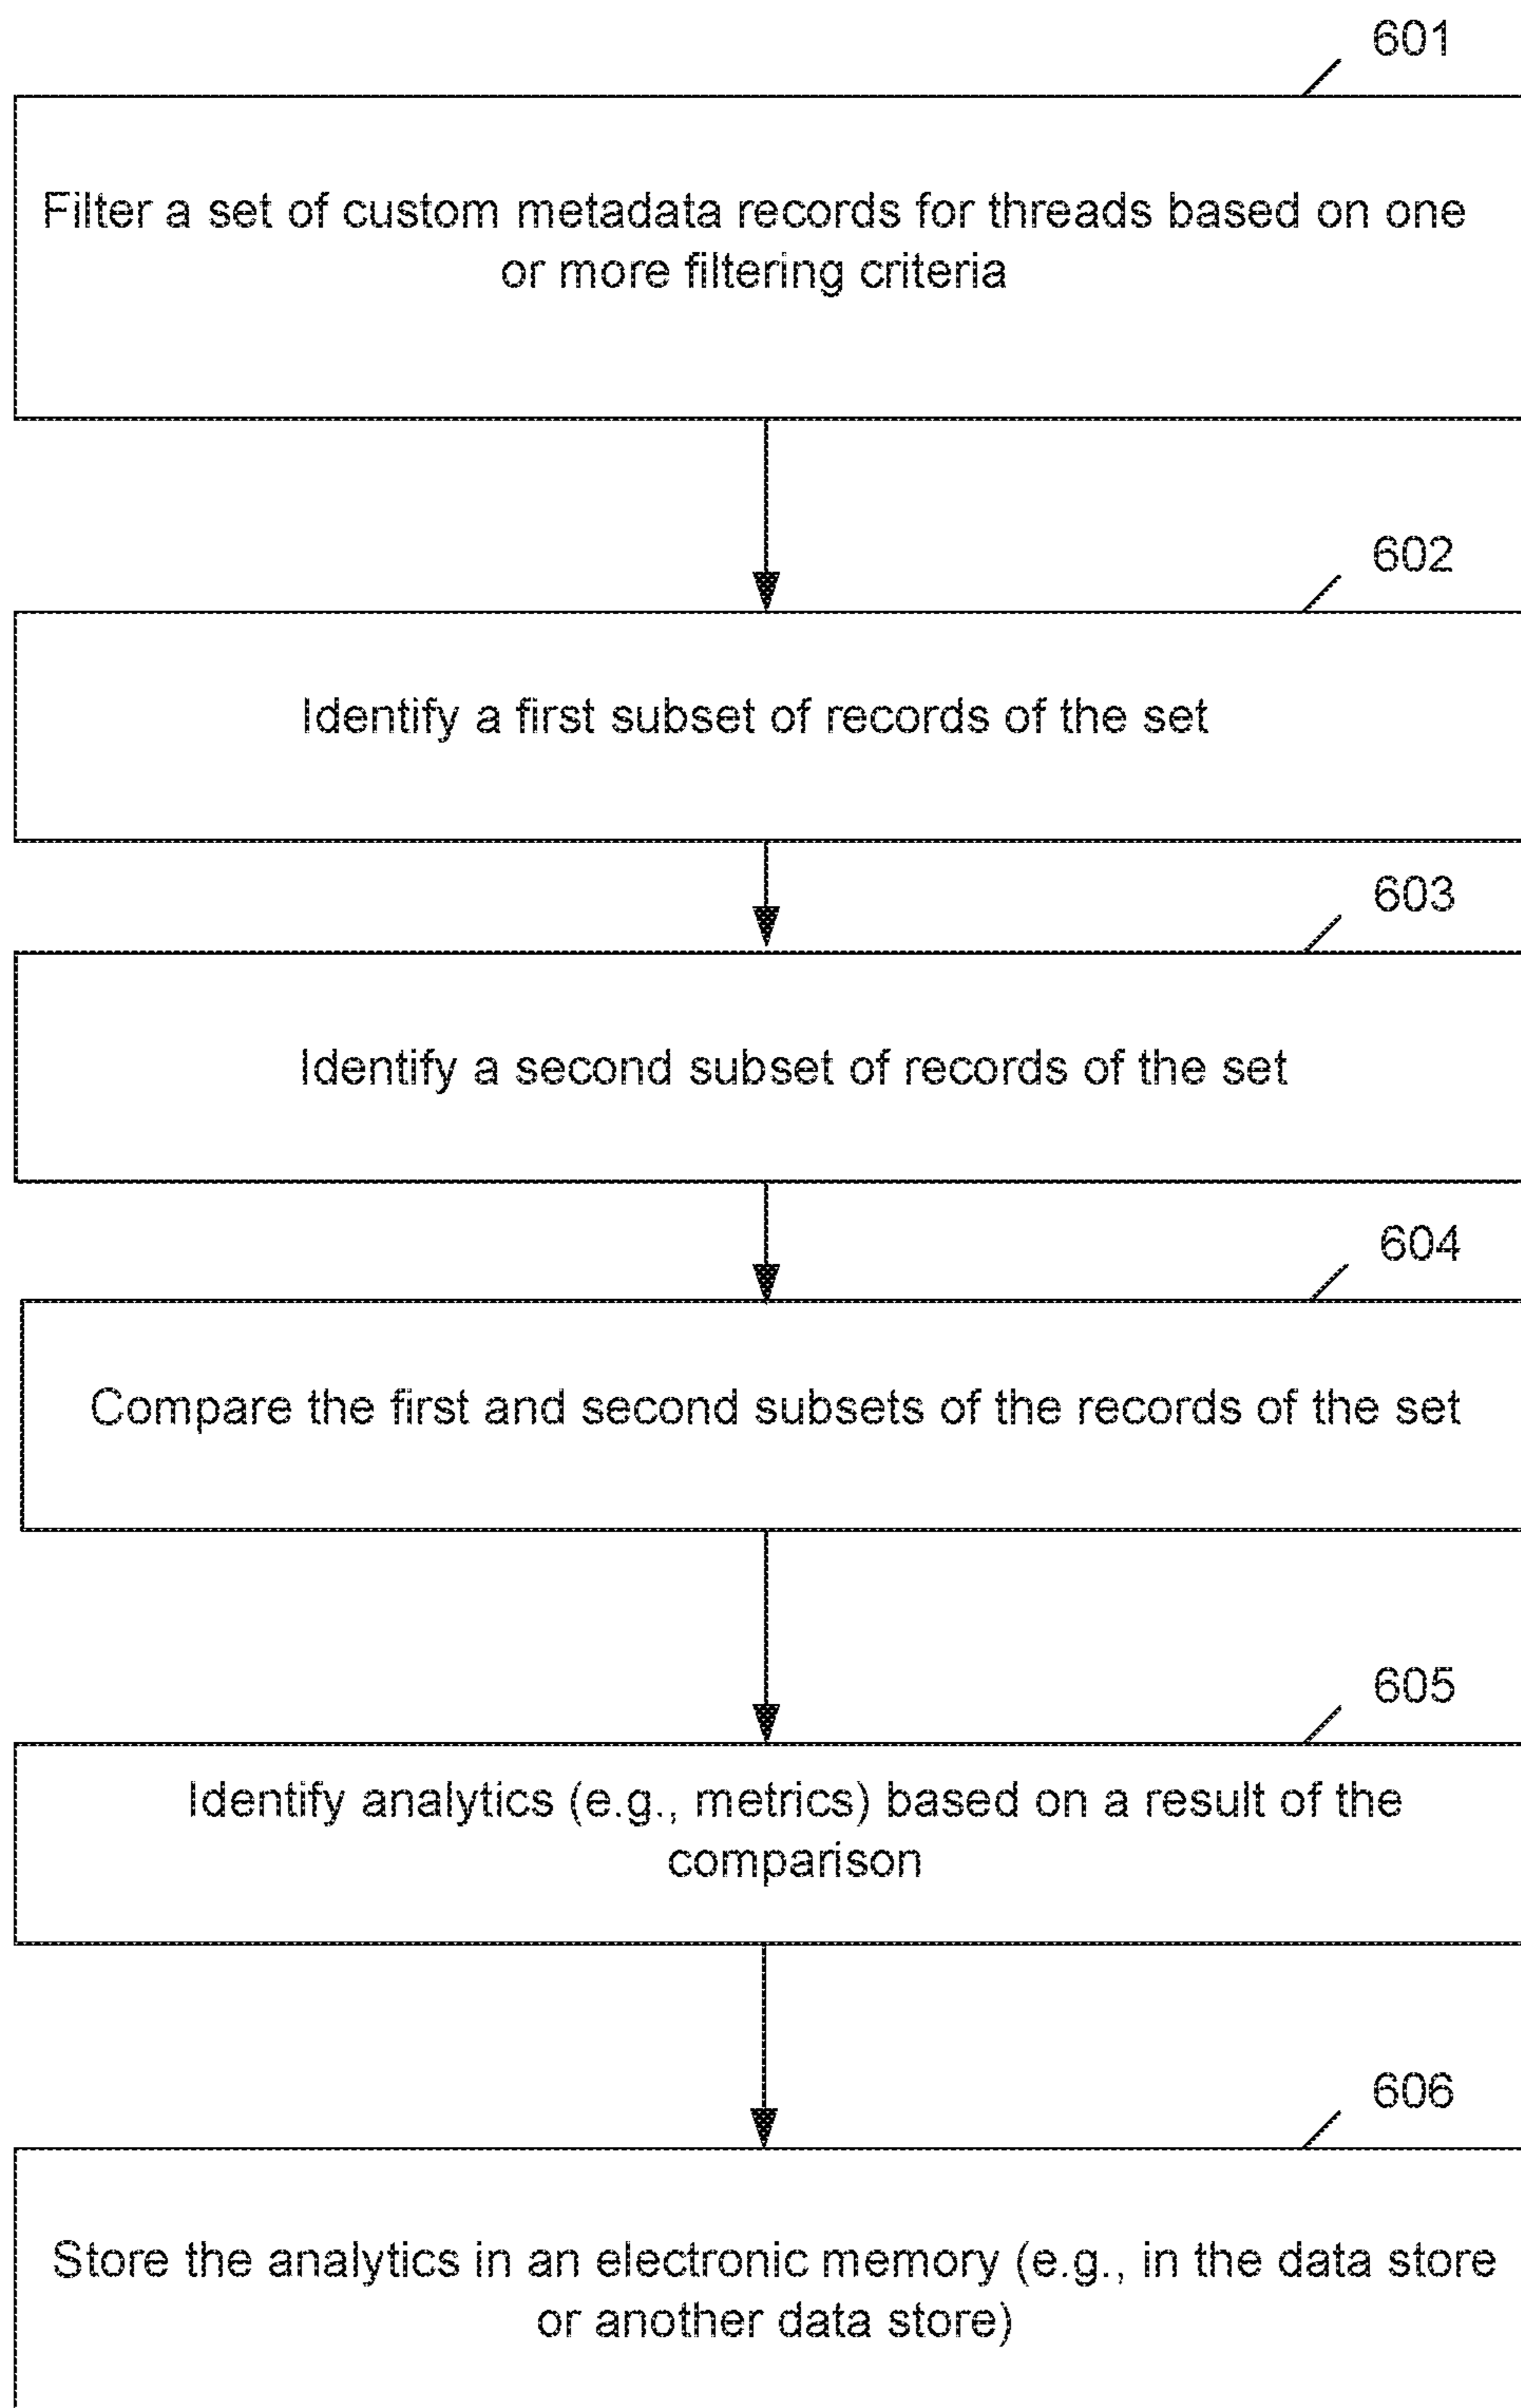 601
Filter a set of custom metadata records for threads based on one
or more filtering criteria
602
Identify a first subset of records of the set
603
Identify a second subset of records of the set
604
Compare the first and second subsets of the records of the set
605
Identify analytics (e.g., metrics) based on a result of the
comparison
606
Store the analytics in an electronic memory (e.g., in the data store
or another data store)